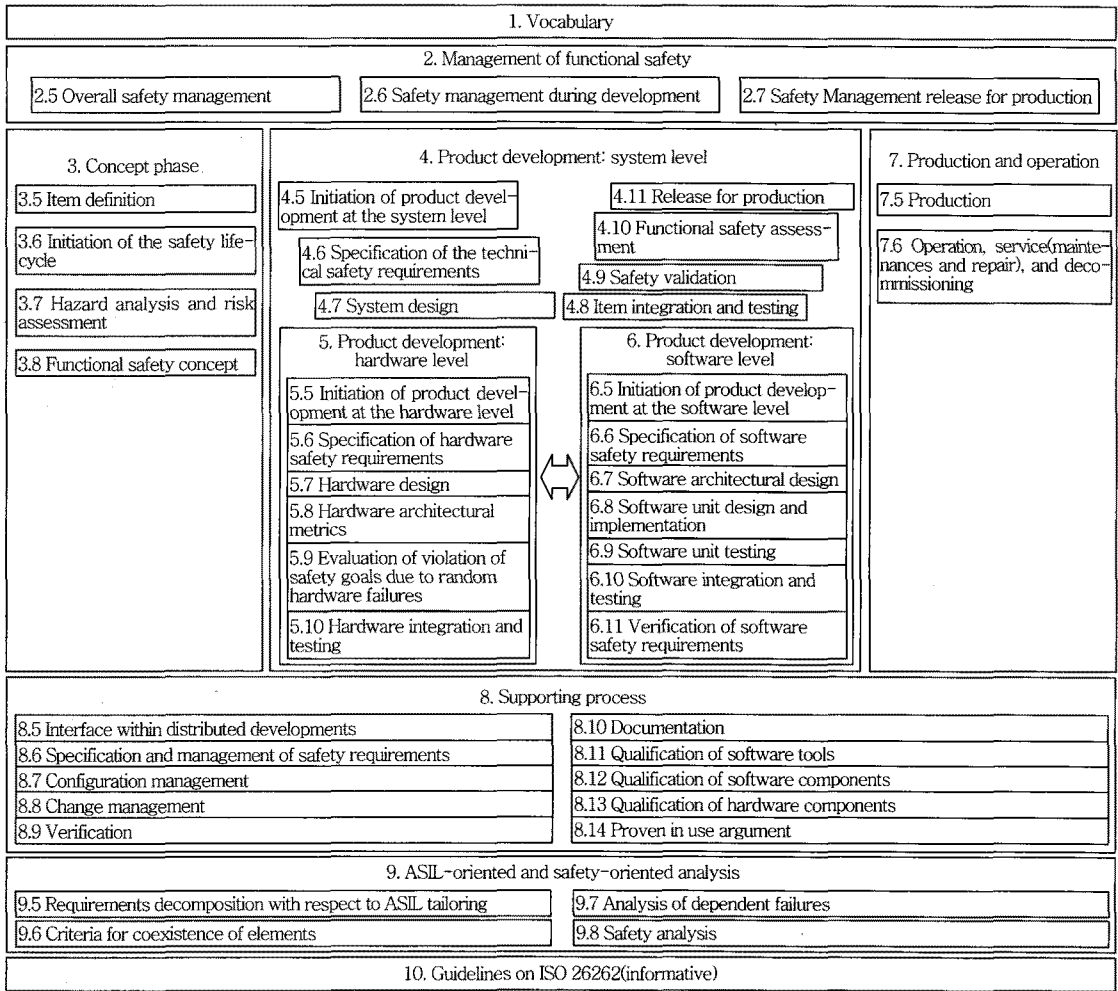 1. Vocabulary
2. Management of functional safety
2.5 Overall safety management
2.6 Safety management during development
2.7 Safety Management release for production
3. Concept phase
3.5 Item definition
3.6 Initiation of the safety life-
cycle
3.7 Hazard analysis and risk
assessment
3.8 Functional safety concept
4. Product development: system level
4.5 Initiation of product devel-
opment at the system level
4.6 Specification of the techni-
cal safety requirements
4.7 System design
4.11 Release for production
4.10 Functional safety assess-
ment
4.9 Safety validation
4.8 Item integration and testing
5. Product development:
hardware level
5.5 Initiation of product devel-
opment at the hardware level
5.6 Specification of hardware
safety requirements
5.7 Hardware design
5.8 Hardware architectural
metrics
5.9 Evaluation of violation of
safety goals due to random
hardware failures
5.10 Hardware integration and
testing
6. Product development:
software level
6.5 Initiation of product develop-
ment at the software level
6.6 Specification of software
safety requirements
6.7 Software architectural design
6.8 Software unit design and
implementation
6.9 Software unit testing
6.10 Software integration and
testing
6.11 Verification of software
safety requirements
7. Production and operation
7.5 Production
7.6 Operation, service(mainte-
nances and repair), and deco-
mmissioning
8. Supporting process
8.5 Interface within distributed developments
8.6 Specification and management of safety requirements
8.7 Configuration management
8.8 Change management
8.9 Verification
8.10 Documentation
8.11 Qualification of software tools
8.12 Qualification of software components
8.13 Qualification of hardware components
8.14 Proven in use argument
9. ASIL-oriented and safety-oriented analysis
9.5 Requirements decomposition with respect to ASIL tailoring
9.6 Criteria for coexistence of elements
9.7 Analysis of dependent failures
9.8 Safety analysis
10. Guidelines on ISO 26262(informative)